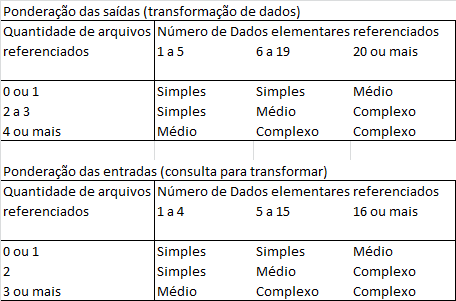 Ponderação das saídas (transformação de dados)
Quantidade de arquivos Número de Dados elementares referenciados
referenciados 1 a 5 6 a 19 20 ou mais
0 ou 1 Simples Simples Médio
2 a 3 Simples Médio Complexo
4 ou mais Médio Complexo Complexo
Ponderação das entradas (consulta para transformar)
Quantidade de arquivos Número de Dados elementares referenciados
referenciados 1 a 4 5 a 15 16 ou mais
0 ou 1 Simples Simples Médio
2 Simples Médio Complexo
3 ou mais Médio Complexo Complexo